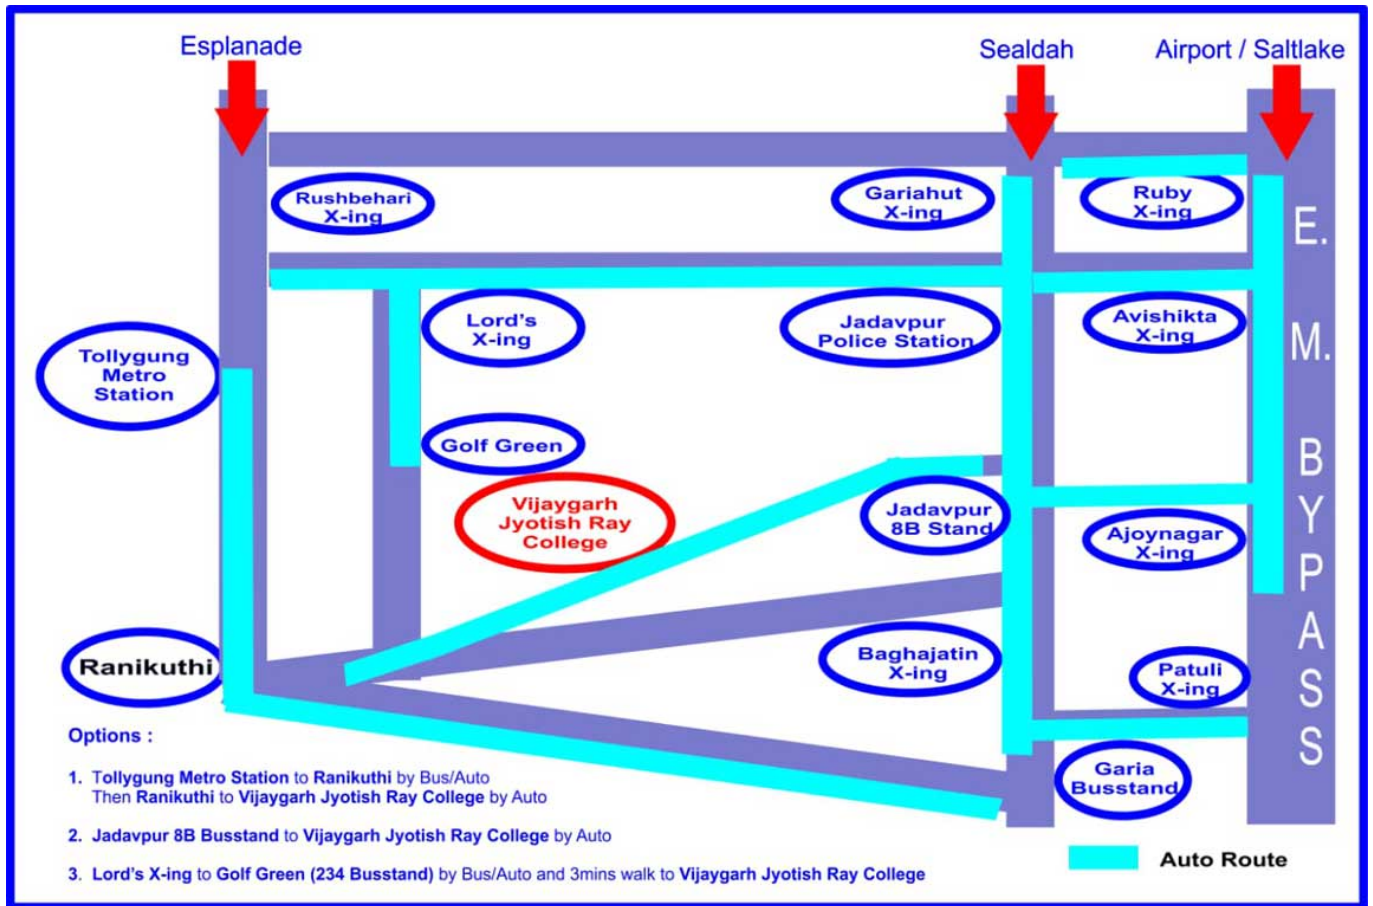 Esplanade
Sealdah
Airport / Saltlake
Rushbehari
X-ing
Gariahut
X-ing
Ruby
X-ing
E.
M.
BYPASS
Lord's
X-ing
Jadavpur
Police Station
Avishikta
X-ing
Tollygung
Metro
Station
Golf Green
Vijaygarh
Jyotish Ray
College
Jadavpur
8B Stand
Ajoynagar
X-ing
Ranikuthi
Baghajatin
X-ing
Patuli
X-ing
Garia
Busstand
Options :
1. Tollygung Metro Station to Ranikuthi by Bus/Auto
Then Ranikuthi to Vijaygarh Jyotish Ray College by Auto
2. Jadavpur 8B Busstand to Vijaygarh Jyotish Ray College by Auto
3. Lord's X-ing to Golf Green (234 Busstand) by Bus/Auto and 3mins walk to Vijaygarh Jyotish Ray College
Auto Route